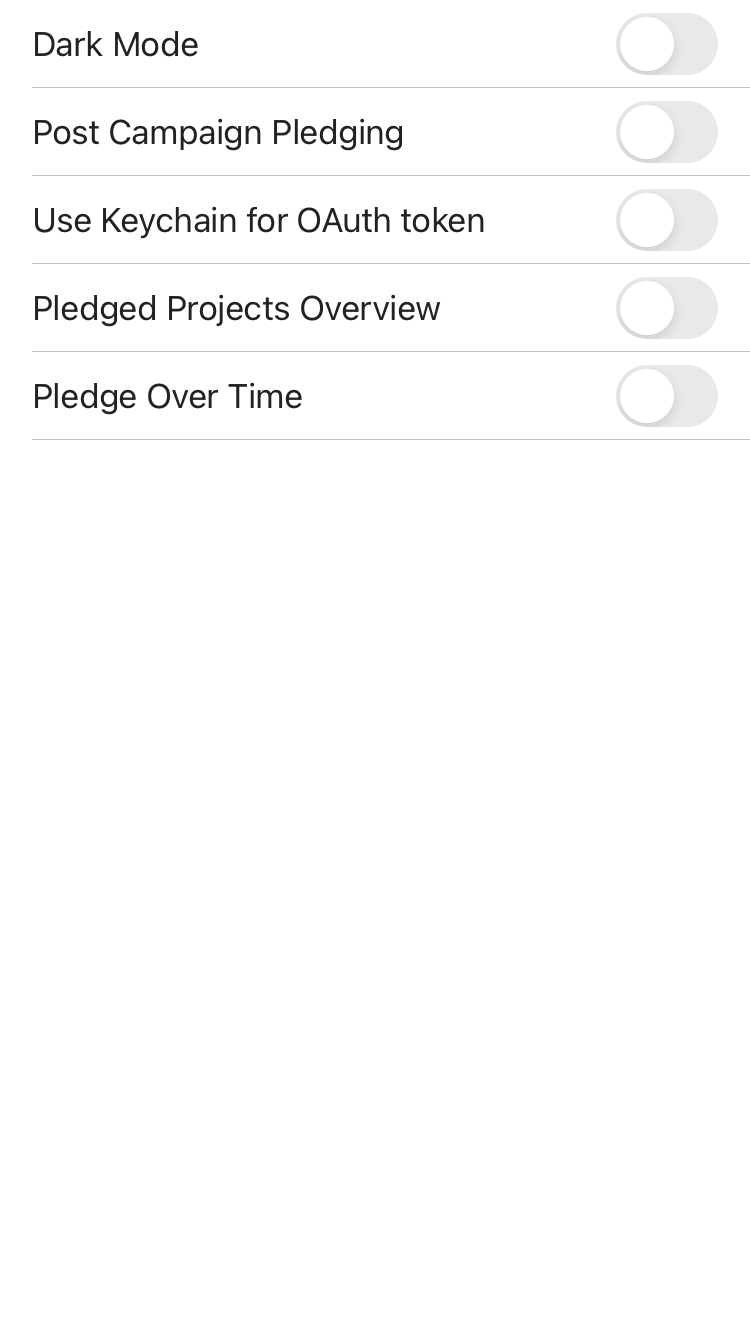 Dark Mode
Post Campaign Pledging
Use Keychain for OAuth token
Pledged Projects Overview
Pledge Over Time